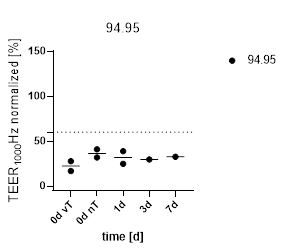 94.95
TEER1000Hz normalized [%]
150
100
50
0
94.95
0d vT
0d nT
1d
3d
7d
time [d]